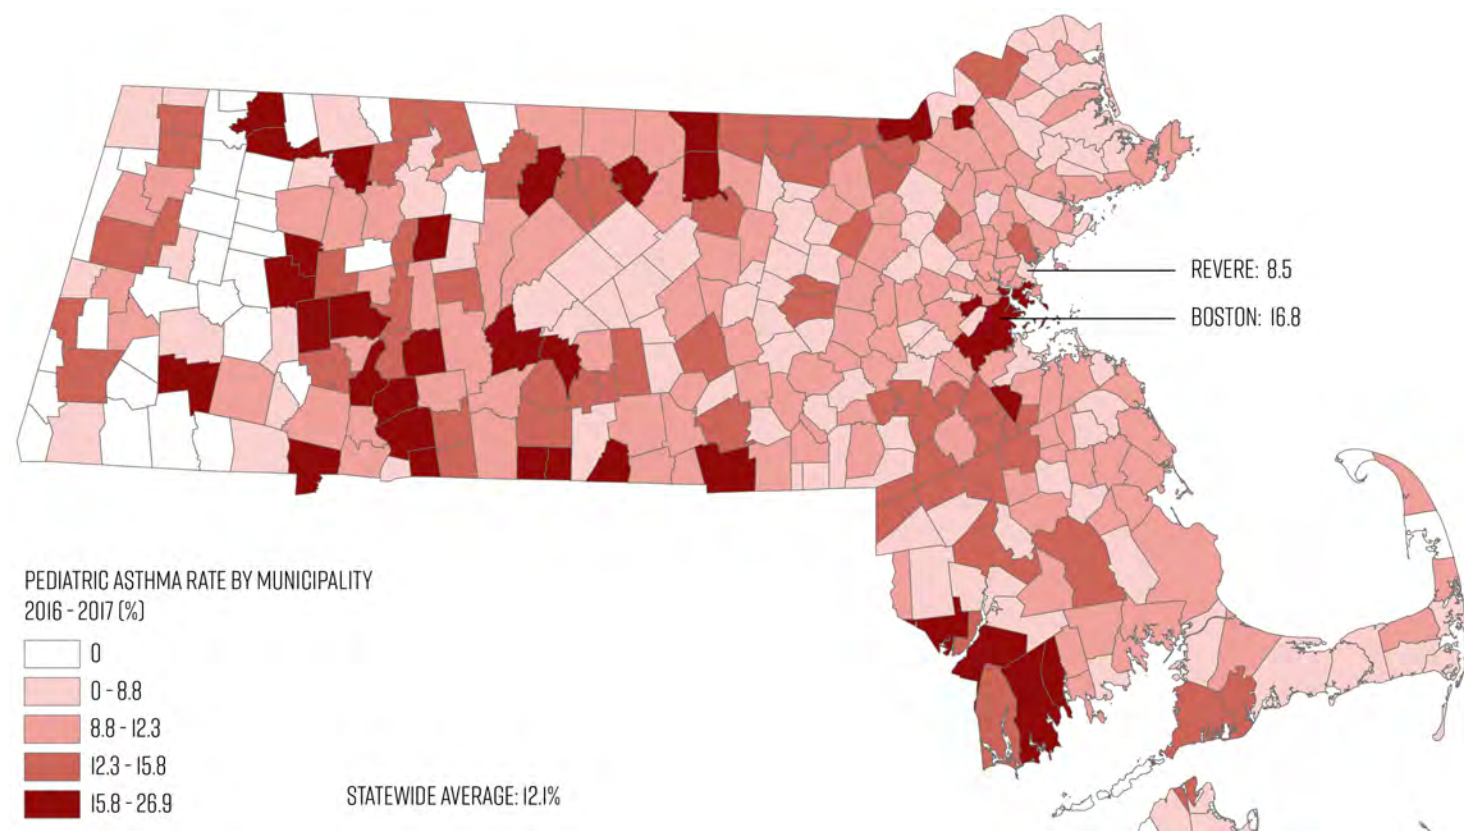 REVERE: 8.5
BOSTON: 16.8
PEDIATRIC ASTHMA RATE BY MUNICIPALITY
2016 - 2017 (%)
0
0 - 8.8
8.8 - 12.3
12.3 - 15.8
15.8 - 26.9
STATEWIDE AVERAGE: 12.1%